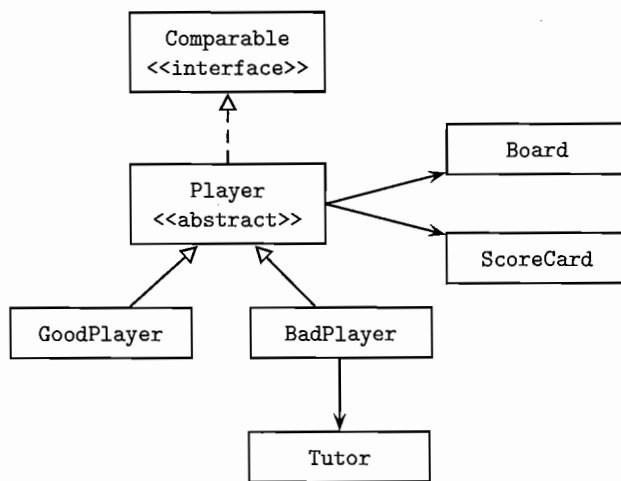 Comparable
<<interface>>
Player
<<abstract>>
Board
ScoreCard
GoodPlayer
BadPlayer
Tutor